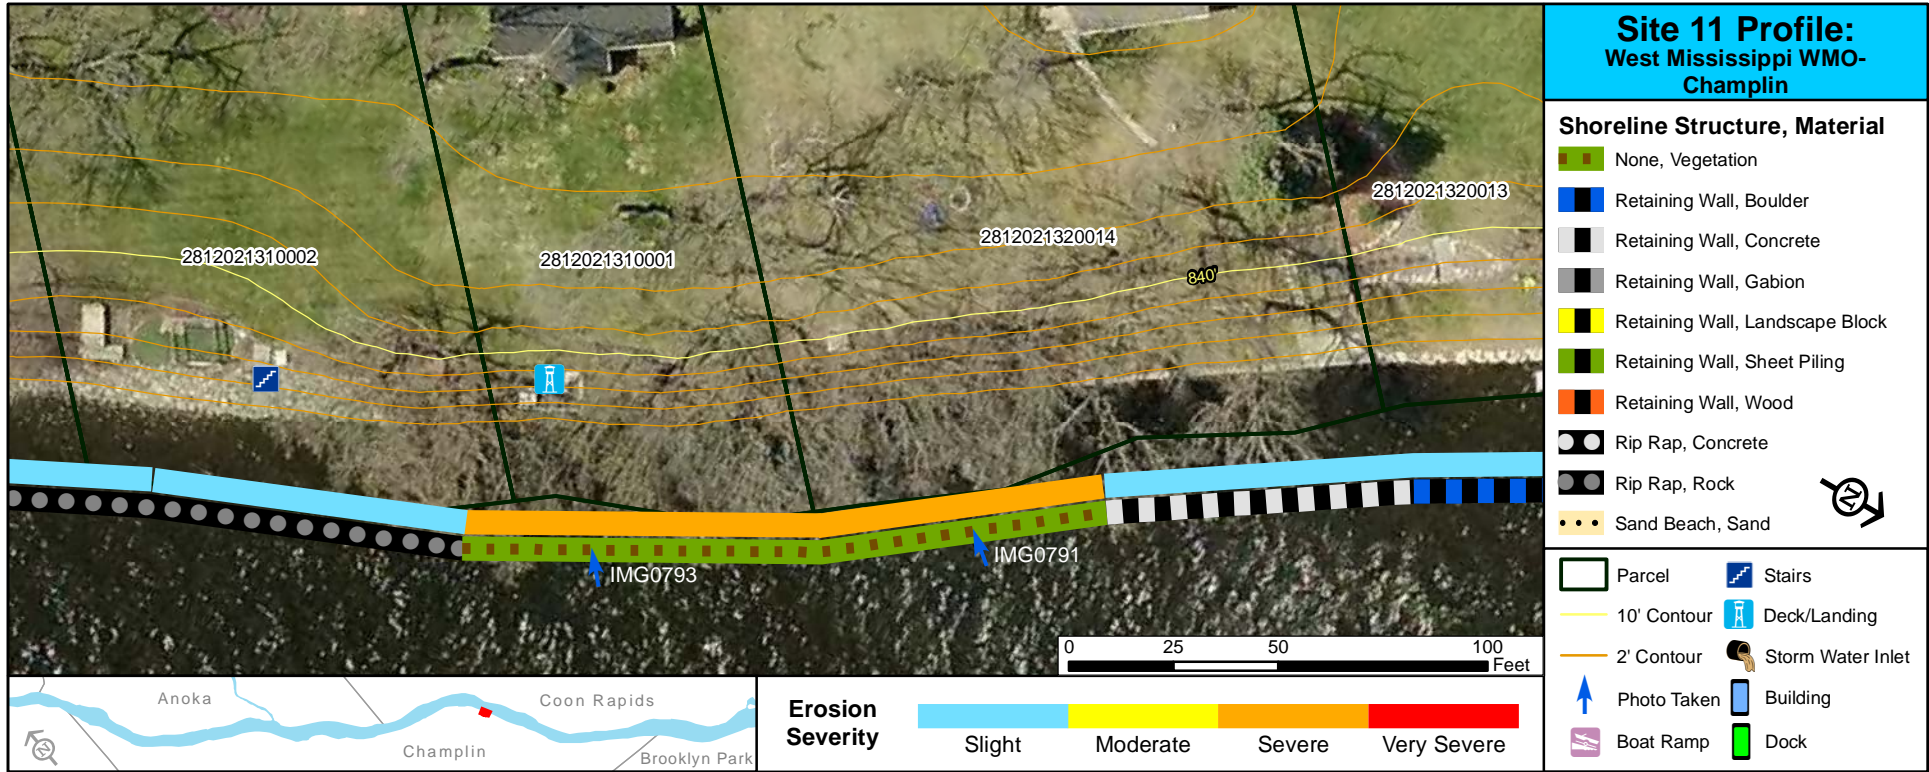 Site 11 Profile:
West Mississippi WMO-
Champlin
Shoreline Structure, Material
None, Vegetation
Retaining Wall, Boulder
Retaining Wall, Concrete
Retaining Wall, Gabion
Retaining Wall, Landscape Block
Retaining Wall, Sheet Piling
Retaining Wall, Wood
Rip Rap, Concrete
Rip Rap, Rock
Sand Beach, Sand
N
Parcel
Stairs
10' Contour
Deck/Landing
2' Contour
Storm Water Inlet
Photo Taken
Building
Boat Ramp
Dock
2812021310002
2812021310001
2812021320014
2812021320013
840'
IMG0793
IMG0791
0 25 50 100
Feet
Anoka
Coon Rapids
Champlin
Brooklyn Park
N
Erosion
Severity
Slight
Moderate
Severe
Very Severe